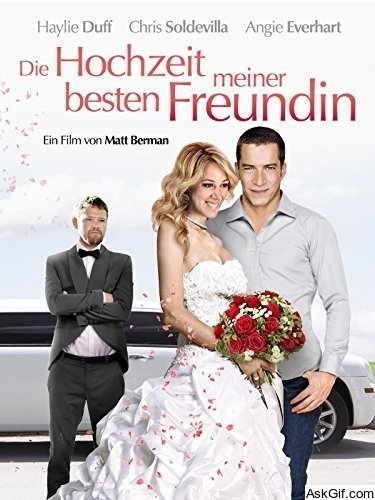 Haylie Duff Chris Soldevilla Angie Everhart
Die Hochzeit meiner
besten Freundin
Ein Film von Matt Berman
AskGif.com